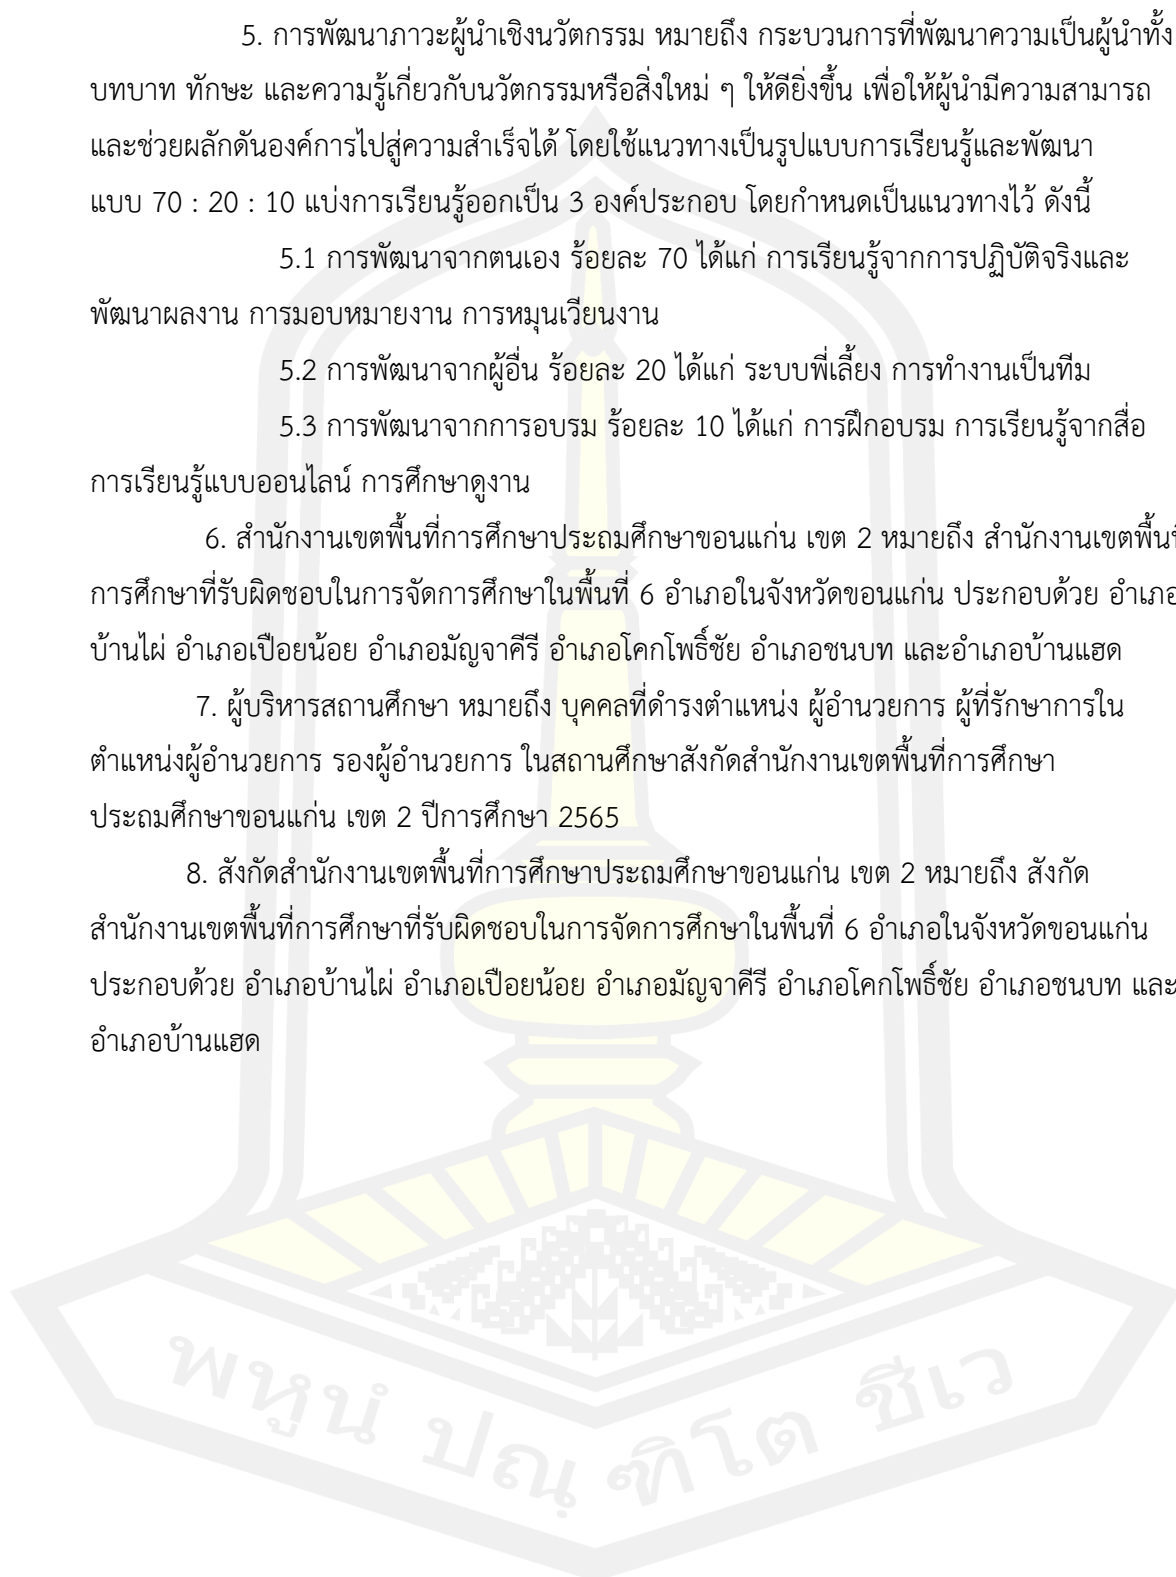 5. การพัฒนาภาวะผู้นำเชิงนวัตกรรม หมายถึง กระบวนการที่พัฒนาความเป็นผู้นำทั้ง
บทบาท ทักษะ และความรู้เกี่ยวกับนวัตกรรมหรือสิ่งใหม่ ๆ ให้ดียิ่งขึ้น เพื่อให้ผู้นำมีความสามารถ
และช่วยผลักดันองค์การไปสู่ความสำเร็จได้ โดยใช้แนวทางเป็นรูปแบบการเรียนรู้และพัฒนา
แบบ 70 : 20 : 10 แบ่งการเรียนรู้ออกเป็น 3 องค์ประกอบ โดยกำหนดเป็นแนวทางไว้ ดังนี้
5.1 การพัฒนาจากตนเอง ร้อยละ 70 ได้แก่ การเรียนรู้จากการปฏิบัติจริงและ
พัฒนาผลงาน การมอบหมายงาน การหมุนเวียนงาน
5.2 การพัฒนาจากผู้อื่น ร้อยละ 20 ได้แก่ ระบบพี่เลี้ยง การทำงานเป็นทีม
5.3 การพัฒนาจากการอบรม ร้อยละ 10 ได้แก่ การฝึกอบรม การเรียนรู้จากสื่อ
การเรียนรู้แบบออนไลน์ การศึกษาดูงาน
6. สำนักงานเขตพื้นที่การศึกษาประถมศึกษาขอนแก่น เขต 2 หมายถึง สำนักงานเขตพื้นที่
การศึกษาที่รับผิดชอบในการจัดการศึกษาในพื้นที่ 6 อำเภอในจังหวัดขอนแก่น ประกอบด้วย อำเภอ
บ้านไผ่ อำเภอเปือยน้อย อำเภอมัญจาคีรี อำเภอโคกโพธิ์ชัย อำเภอชนบท และอำเภอบ้านแฮด
7. ผู้บริหารสถานศึกษา หมายถึง บุคคลที่ดำรงตำแหน่ง ผู้อำนวยการ ผู้ที่รักษาการใน
ตำแหน่งผู้อำนวยการ รองผู้อำนวยการ ในสถานศึกษาสังกัดสำนักงานเขตพื้นที่การศึกษา
ประถมศึกษาขอนแก่น เขต 2 ปีการศึกษา 2565
8. สังกัดสำนักงานเขตพื้นที่การศึกษาประถมศึกษาขอนแก่น เขต 2 หมายถึง สังกัด
สำนักงานเขตพื้นที่การศึกษาที่รับผิดชอบในการจัดการศึกษาในพื้นที่ 6 อำเภอในจังหวัดขอนแก่น
ประกอบด้วย อำเภอบ้านไผ่ อำเภอเปือยน้อย อำเภอมัญจาคีรี อำเภอโคกโพธิ์ชัย อำเภอชนบท และ
อำเภอบ้านแฮด
พหูนํ ปณฺฑิโต ชีเว